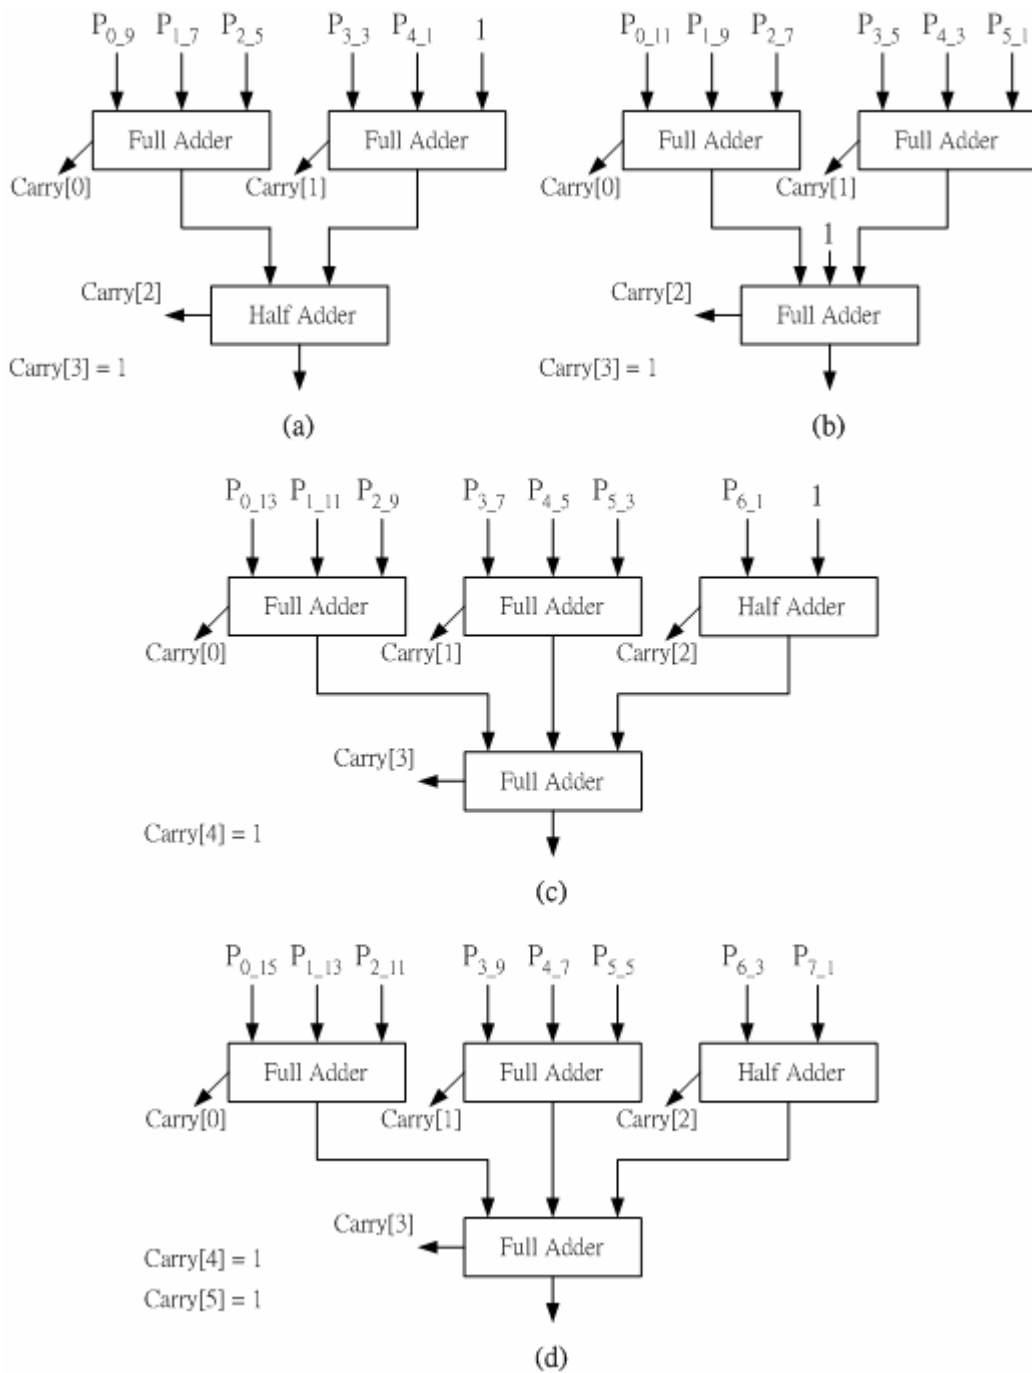 P0_9 P1_7 P2_5 P3_3 P4_1 1
Full Adder Full Adder
Carry[0] Carry[1]
Carry[2]
Half Adder
Carry[3] = 1
(a)
P0_11 P1_9 P2_7 P3_5 P4_3 P5_1
Full Adder Full Adder
Carry[0] Carry[1]
1
Carry[2]
Full Adder
Carry[3] = 1
(b)
P0_13 P1_11 P2_9 P3_7 P4_5 P5_3 P6_1 1
Full Adder Full Adder Half Adder
Carry[0] Carry[1] Carry[2]
Carry[3]
Full Adder
Carry[4] = 1
(c)
P0_15 P1_13 P2_11 P3_9 P4_7 P5_5 P6_3 P7_1
Full Adder Full Adder Half Adder
Carry[0] Carry[1] Carry[2]
Carry[3]
Full Adder
Carry[4] = 1
Carry[5] = 1
(d)